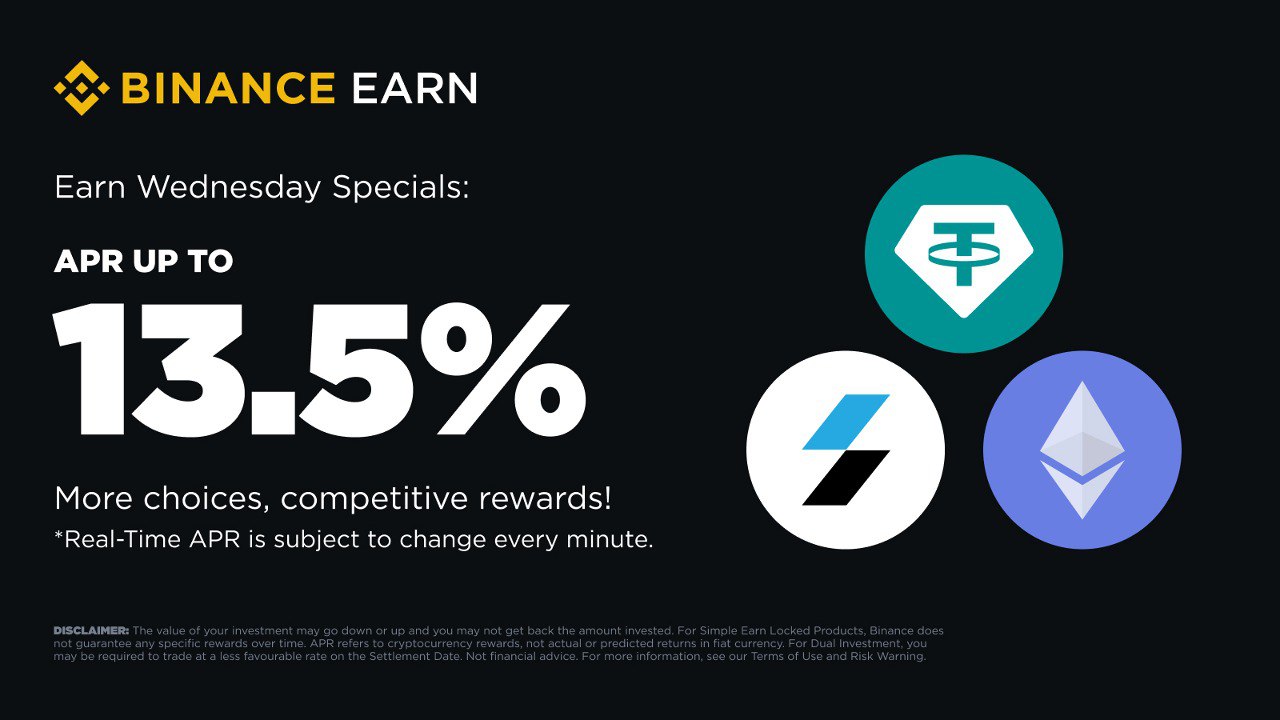 BINANCE EARN
Earn Wednesday Specials:
APR UP TO
13.5%
More choices, competitive rewards!
*Real-Time APR is subject to change every minute.
DISCLAIMER: The value of your investment may go down or up and you may not get back the amount invested. For Simple Earn Locked Products, Binance does
not guarantee any specific rewards over time. APR refers to cryptocurrency rewards, not actual or predicted returns in fiat currency. For Dual Investment, you
may be required to trade at a less favourable rate on the Settlement Date. Not financial advice. For more information, see our Terms of Use and Risk Warning.